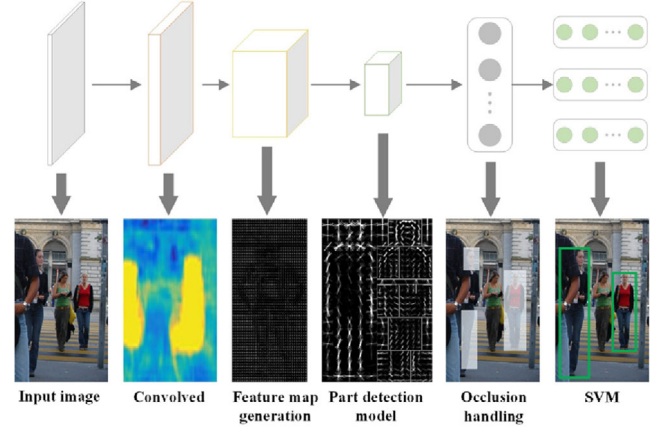 Input image
Convolved
Feature map
generation
Part detection
model
Occlusion
handling
SVM